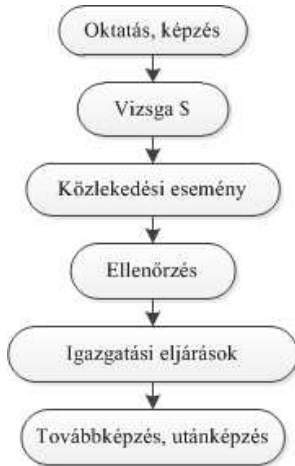 Oktatás, képzés
Vizsga S
Közlekedési esemény
Ellenőrzés
Igazgatási eljárások
Továbbképzés, utánképzés